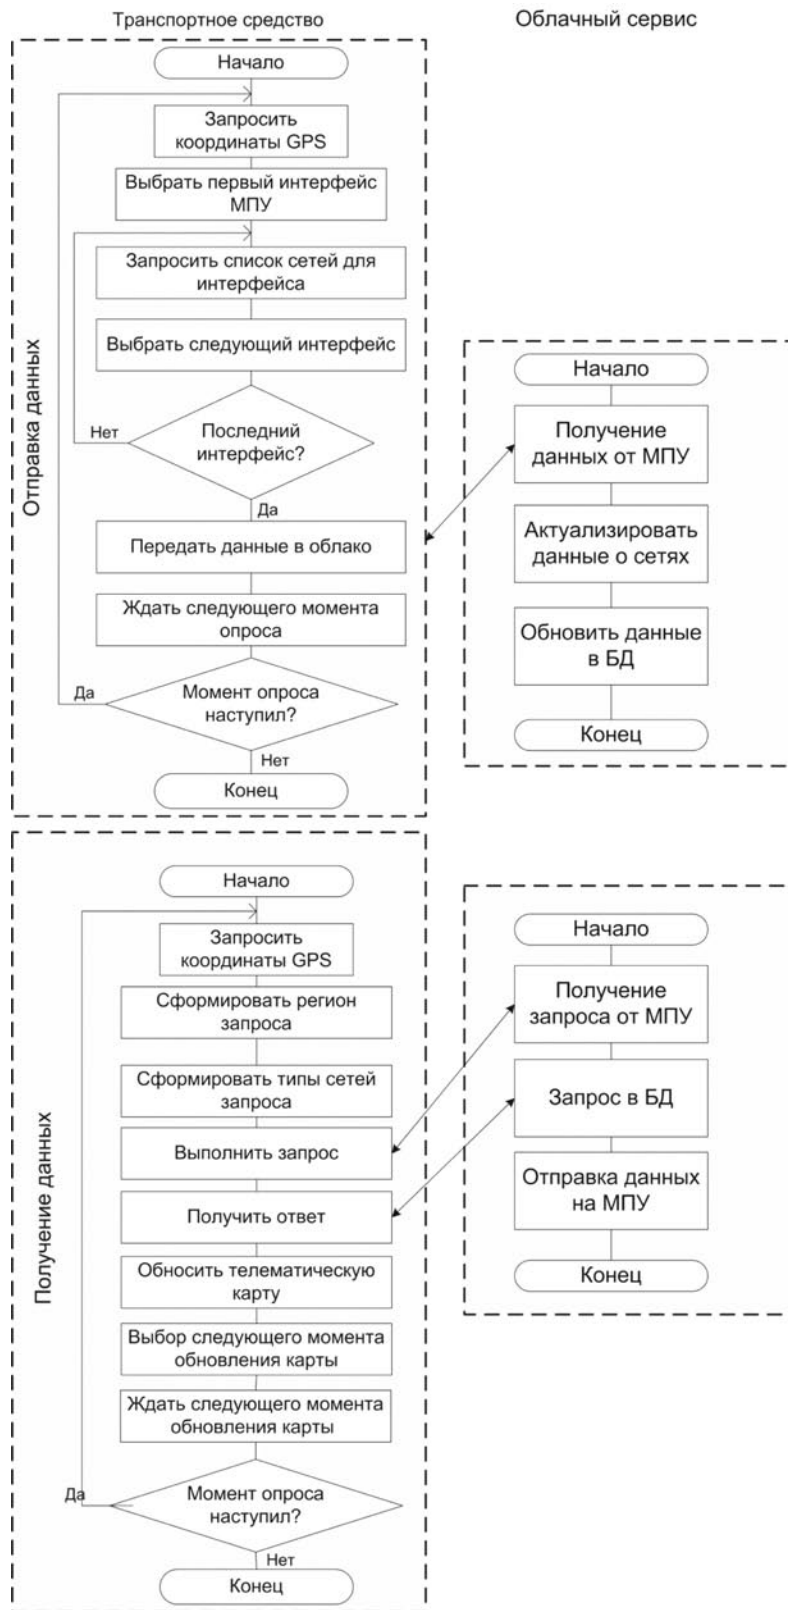 Транспортное средство
Облачный сервис
Отправка данных
Начало
Запросить
координаты GPS
Выбрать первый интерфейс
МПУ
Запросить список сетей для
интерфейса
Выбрать следующий интерфейс
Нет
Последний
интерфейс?
Да
Передать данные в облако
Ждать следующего момента
опроса
Да
Момент опроса
наступил?
Нет
Конец
Начало
Получение
данных от МПУ
Актуализировать
данные о сетях
Обновить данные
в БД
Конец
Получение данных
Начало
Запросить
координаты GPS
Сформировать регион
запроса
Сформировать типы сетей
запроса
Выполнить запрос
Получить ответ
Обносить телематическую
карту
Выбор следующего момента
обновления карты
Ждать следующего момента
обновления карты
Да
Момент опроса
наступил?
Нет
Конец
Начало
Получение
запроса от МПУ
Запрос в БД
Отправка данных
на МПУ
Конец